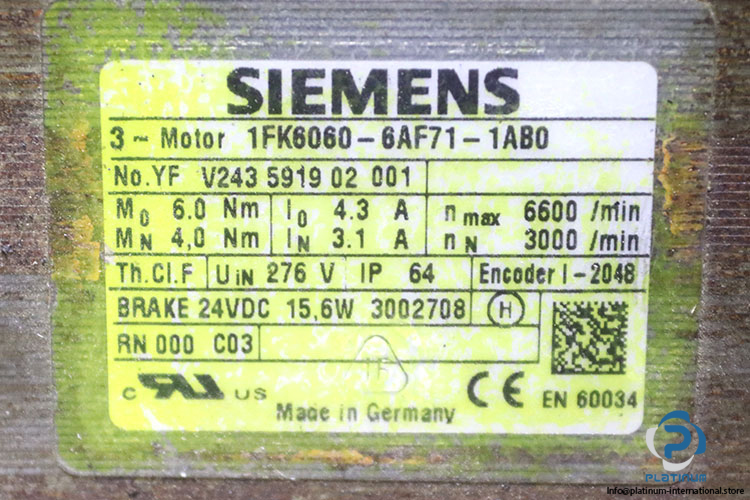 SIEMENS
3 ~ Motor 1FK6060-6AF71-1AB0
No.YF V243 5919 02 001
M0 6.0 Nm I0 4.3 A n max 6600 /min
MN 4,0 Nm IN 3.1 A n N 3000 /min
Th.Cl.F UIN 276 V IP 64 Encoder I-2048
BRAKE 24VDC 15,6W 3002708 H
RN 000 C03
c RU US CE EN 60034
Made in Germany
PLATINUM
info@platinum-international.store